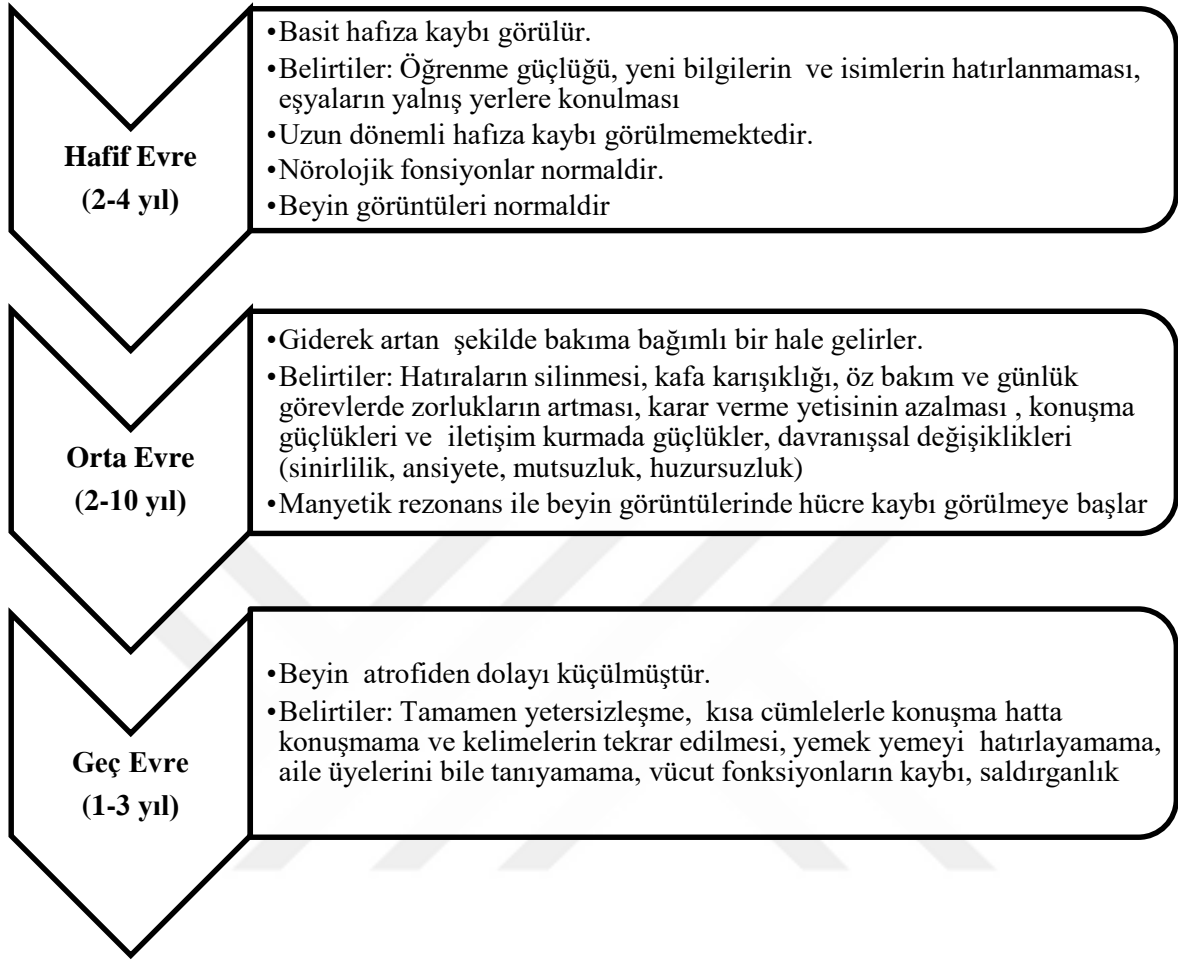 •Basit hafıza kaybı görülür.
•Belirtiler: Öğrenme güçlüğü, yeni bilgilerin ve isimlerin hatırlanmaması,
eşyaların yalnış yerlere konulması
•Uzun dönemli hafıza kaybı görülmemektedir.
•Nörolojik fonsiyonlar normaldir.
•Beyin görüntüleri normaldir
Hafif Evre
(2-4 yıl)
•Giderek artan şekilde bakıma bağımlı bir hale gelirler.
•Belirtiler: Hatıraların silinmesi, kafa karışıklığı, öz bakım ve günlük
görevlerde zorlukların artması, karar verme yetisinin azalması , konuşma
güçlükleri ve iletişim kurmada güçlükler, davranışsal değişiklikleri
(sinirlilik, ansiyete, mutsuzluk, huzursuzluk)
•Manyetik rezonans ile beyin görüntülerinde hücre kaybı görülmeye başlar
Orta Evre
(2-10 yıl)
•Beyin atrofiden dolayı küçülmüştür.
•Belirtiler: Tamamen yetersizleşme, kısa cümlelerle konuşma hatta
konuşmama ve kelimelerin tekrar edilmesi, yemek yemeyi hatırlayamama,
aile üyelerini bile tanıyamama, vücut fonksiyonların kaybı, saldırganlık
Geç Evre
(1-3 yıl)